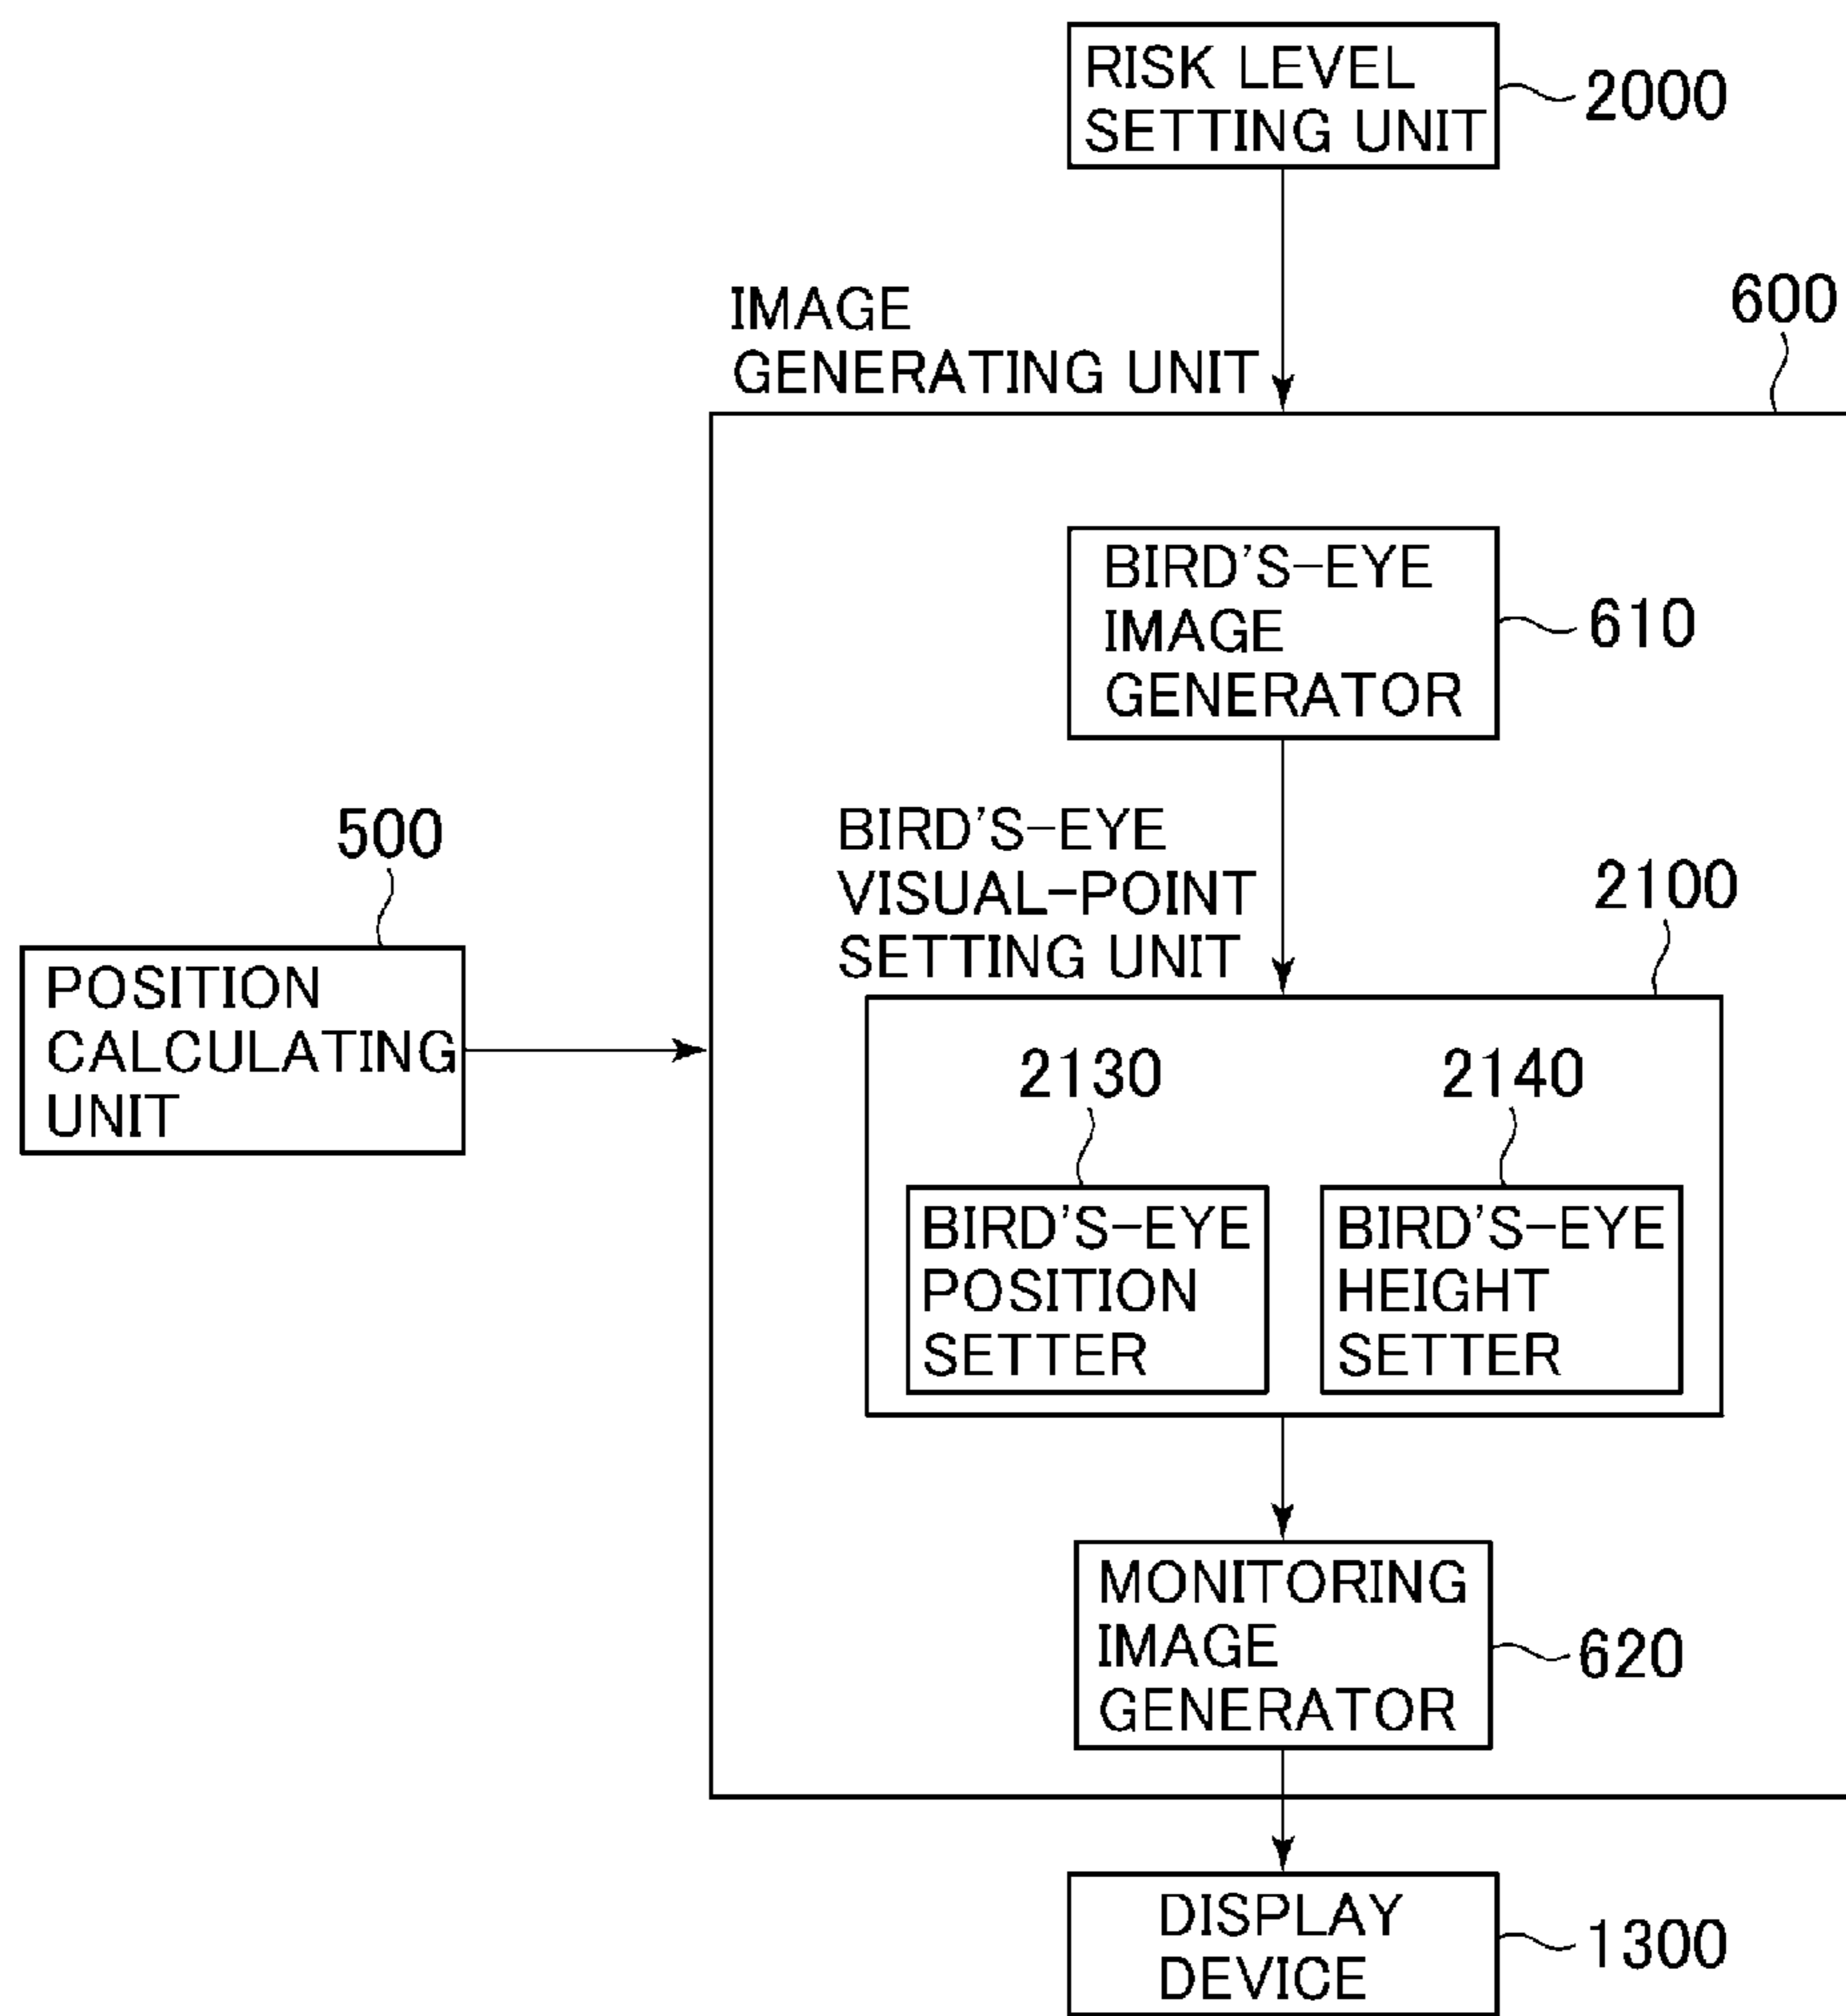 RISK LEVEL
SETTING UNIT
2000
IMAGE
GENERATING UNIT
600
BIRD'S-EYE
IMAGE
GENERATOR
610
500
POSITION
CALCULATING
UNIT
BIRD'S-EYE
VISUAL-POINT
SETTING UNIT
2100
2130
2140
BIRD'S-EYE
POSITION
SETTER
BIRD'S-EYE
HEIGHT
SETTER
MONITORING
IMAGE
GENERATOR
620
DISPLAY
DEVICE
1300